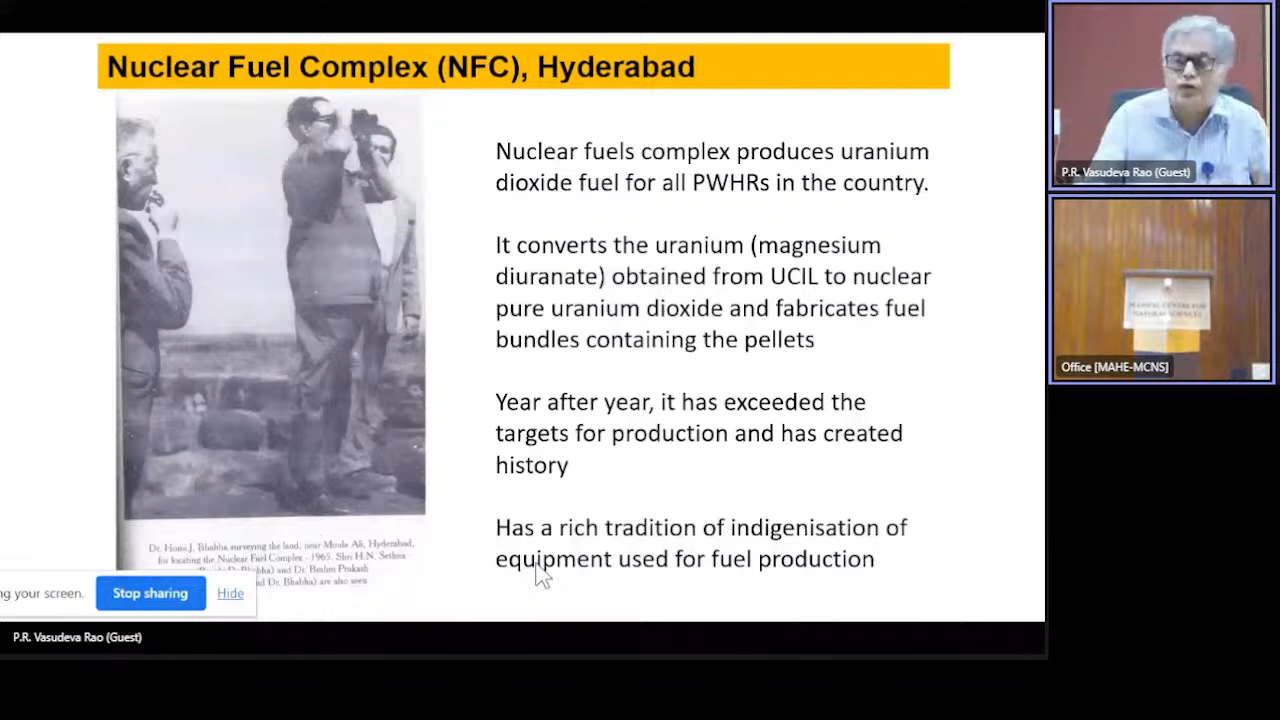 Nuclear Fuel Complex (NFC), Hyderabad
Nuclear fuels complex produces uranium
dioxide fuel for all PWHRs in the country.
It converts the uranium (magnesium
diuranate) obtained from UCIL to nuclear
pure uranium dioxide and fabricates fuel
bundles containing the pellets
Year after year, it has exceeded the
targets for production and has created
history
Has a rich tradition of indigenisation of
equipment used for fuel production
Dr. Homi J. Bhabha surveying the land, near Moula Ali, Hyderabad,
for locating the Nuclear Fuel Complex - 1965. Shri H.N. Sethna
and Dr. Brahm Prakash
Dr. Bhabha) are also seen
ng your screen.
Stop sharing
Hide
P.R. Vasudeva Rao (Guest)
P.R. Vasudeva Rao (Guest)
MANIPAL CENTRE FOR
NATURAL SCIENCES
Office [MAHE-MCNS]